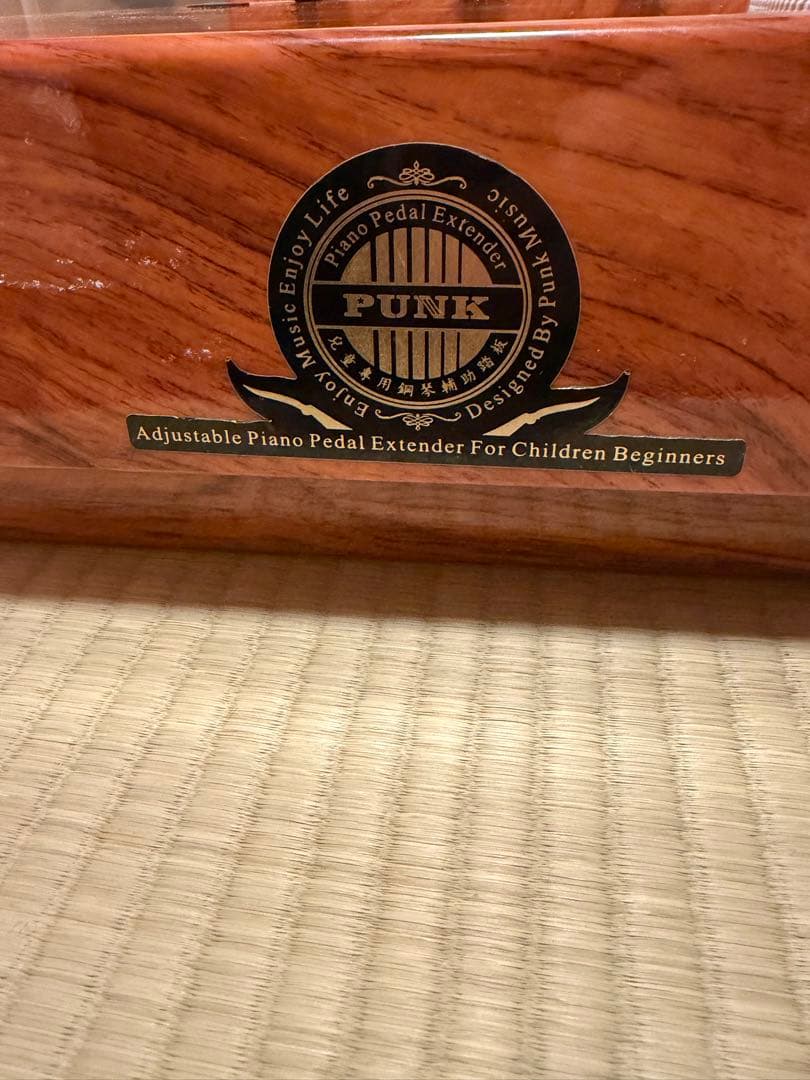 Enjoy Music Enjoy Life
Designed By Punk Music
Piano Pedal Extender
PUNK
兒童專用鋼琴輔助踏板
Adjustable Piano Pedal Extender For Children Beginners